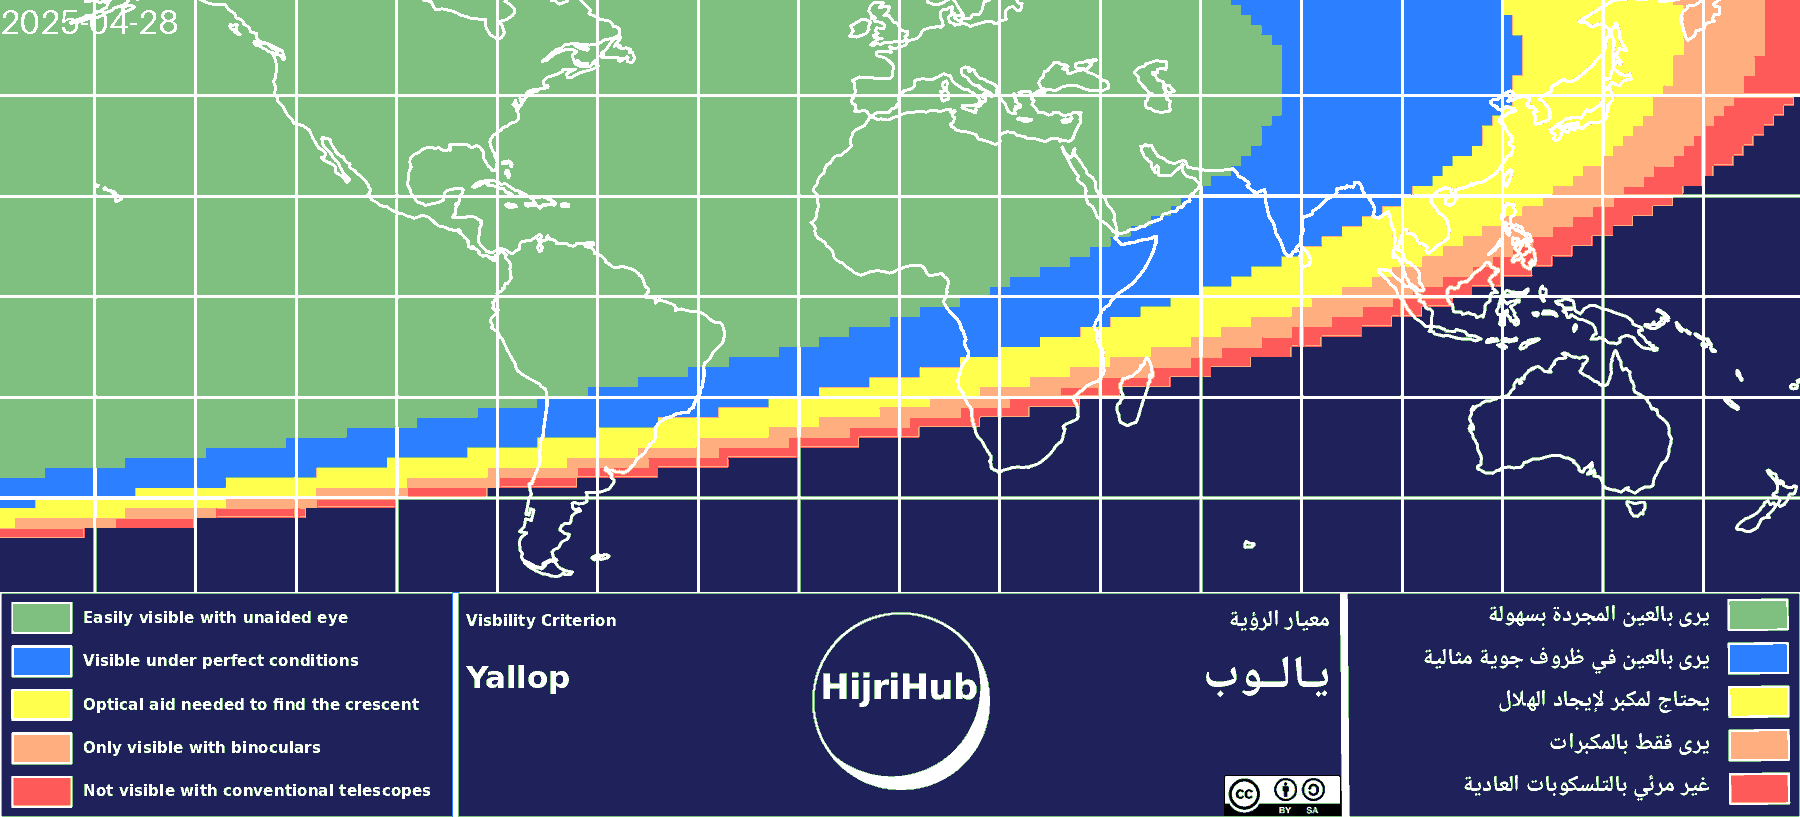 2025-04-28
Easily visible with unaided eye
Visible under perfect conditions
Optical aid needed to find the crescent
Only visible with binoculars
Not visible with conventional telescopes
Visbility Criterion
Yallop
HijriHub
معيار الرؤية
يـالـوب
cc
BY SA
يرى بالعين المجردة بسهولة
يرى بالعين في ظروف جوية مثالية
يحتاج لمكبر لإيجاد الهلال
يرى فقط بالمكبرات
غير مرئي بالتلسكوبات العادية